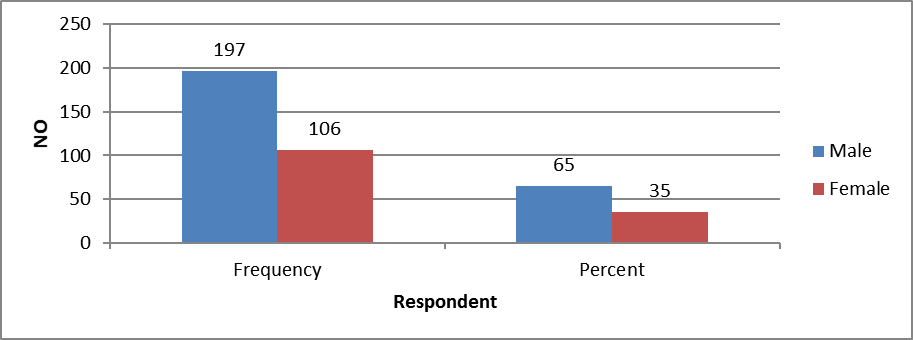 250
200
150
100
50
0
NO
197
106
65
35
Frequency
Percent
Respondent
Male
Female